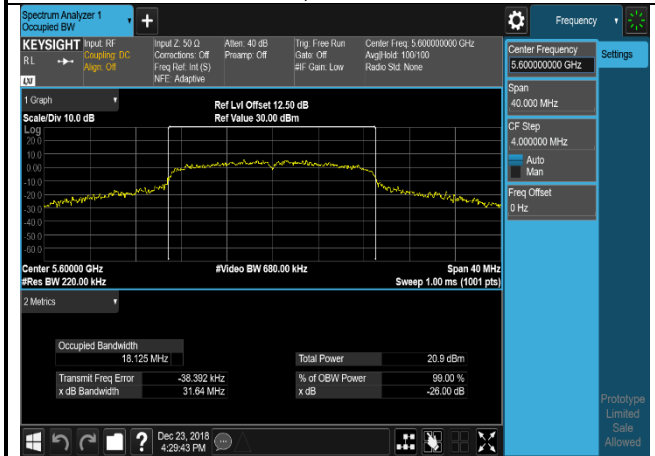 Spectrum Analyzer 1
Occupied BW
+
Frequency
KEYSIGHT
RL
LXI
Input: RF
Coupling: DC
Align: Off
Input Z: 50 Ω
Corrections: Off
Freq Ref: Int (S)
NFE: Adaptive
Atten: 40 dB
Preamp: Off
Trig: Free Run
Gate: Off
#IF Gain: Low
Center Freq: 5.600000000 GHz
Avg|Hold: 100/100
Radio Std: None
Center Frequency
5.600000000 GHz
Settings
Span
40.000 MHz
CF Step
4.000000 MHz
Auto
Man
Freq Offset
0 Hz
1 Graph
Scale/Div 10.0 dB
Ref Lvl Offset 12.50 dB
Ref Value 30.00 dBm
Log
20.0
10.0
0.00
-10.0
-20.0
-30.0
-40.0
-50.0
-60.0
Center 5.60000 GHz
#Video BW 680.00 kHz
Span 40 MHz
#Res BW 220.00 kHz
Sweep 1.00 ms (1001 pts)
2 Metrics
Occupied Bandwidth
18.125 MHz
Total Power 20.9 dBm
Transmit Freq Error -38.392 kHz
% of OBW Power 99.00 %
x dB Bandwidth 31.64 MHz
x dB -26.00 dB
Prototype
Limited
Sale
Allowed
?
Dec 23, 2018
4:29:43 PM